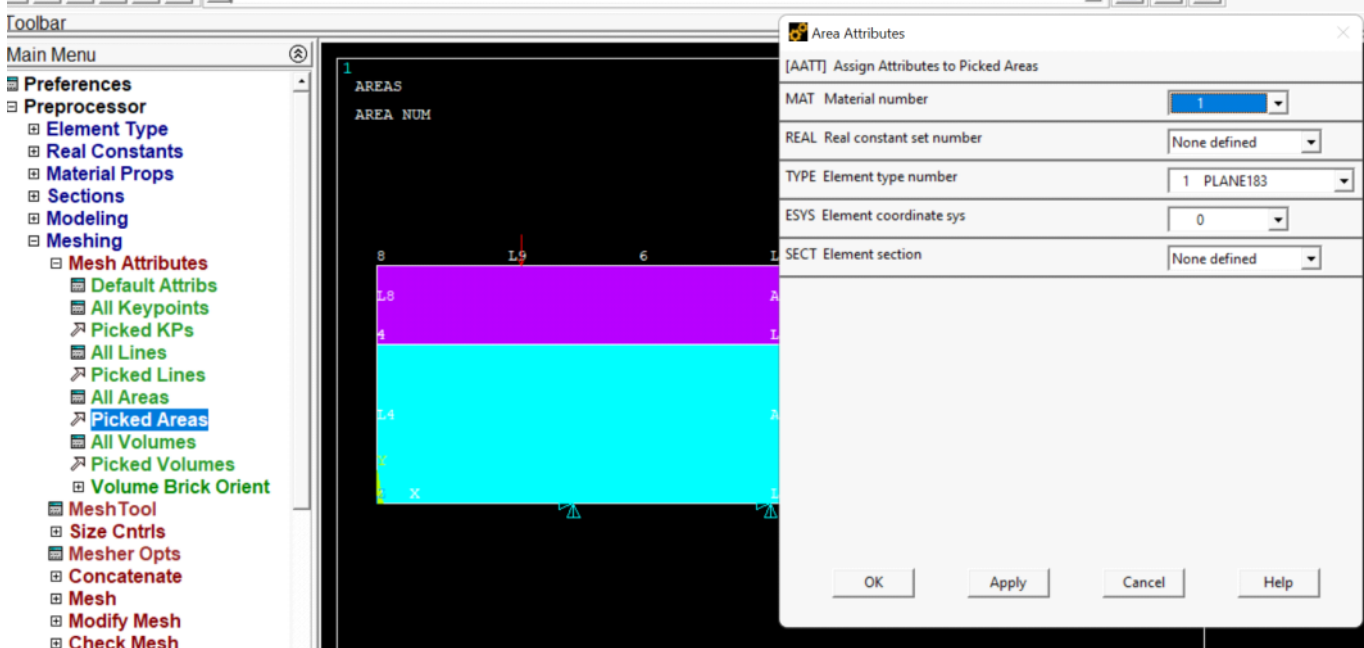 Toolbar
Main Menu
Preferences
Preprocessor
Element Type
Real Constants
Material Props
Sections
Modeling
Meshing
Mesh Attributes
Default Attribs
All Keypoints
Picked KPs
All Lines
Picked Lines
All Areas
Picked Areas
All Volumes
Picked Volumes
Volume Brick Orient
MeshTool
Size Cntrls
Mesher Opts
Concatenate
Mesh
Modify Mesh
Check Mesh
1
AREAS
AREA NUM
8 L9 6 L
L8 A
4 L
L4 A
Y
Z X L
Area Attributes
[AATT] Assign Attributes to Picked Areas
MAT Material number 1
REAL Real constant set number None defined
TYPE Element type number 1 PLANE183
ESYS Element coordinate sys 0
SECT Element section None defined
OK Apply Cancel Help